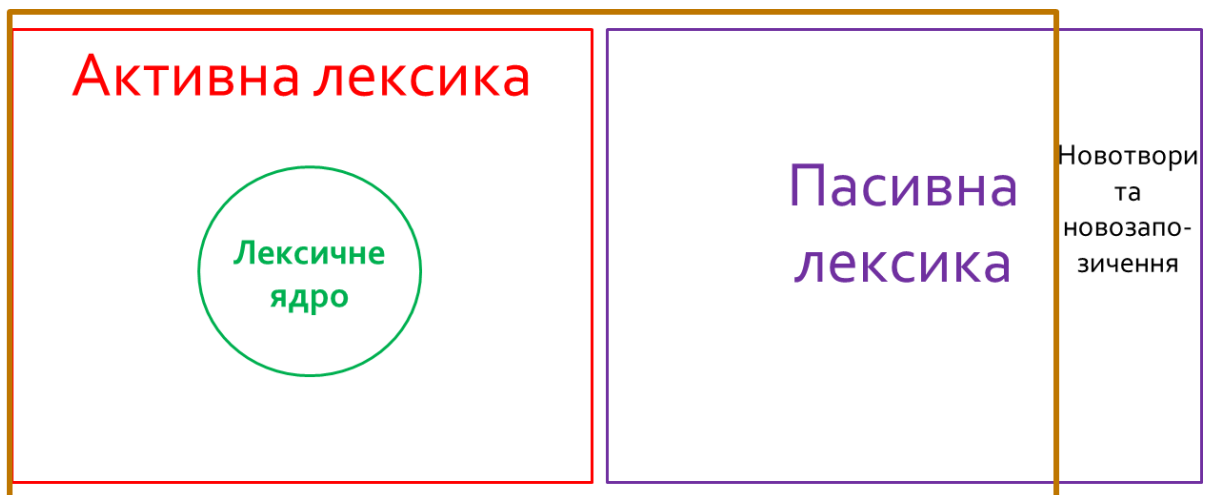 Активна лексика
Лексичне
ядро
Пасивна
лексика
Новотвори
та
новозапо-
зичення